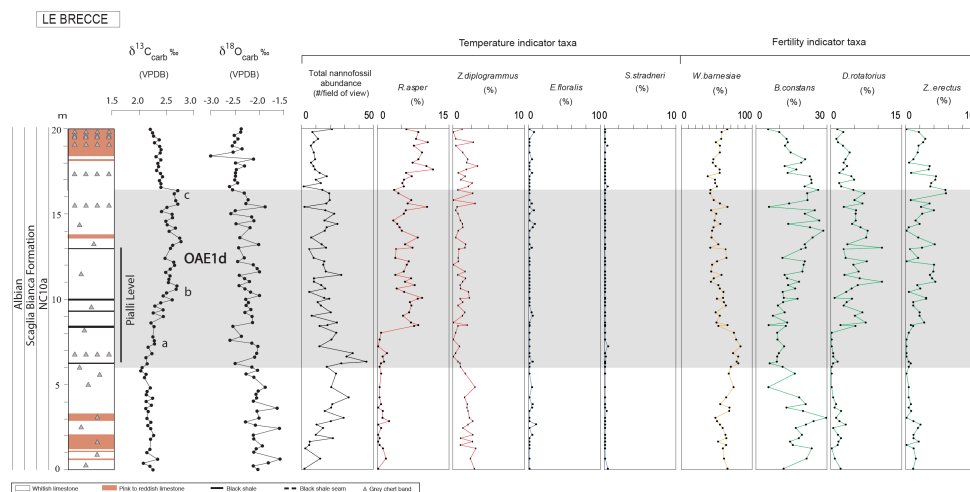 LE BRECCE
δ13Ccarb ‰
(VPDB)
δ18Ocarb ‰
(VPDB)
Temperature indicator taxa
Fertility indicator taxa
Total nannofossil
abundance
(#/field of view)
R.asper
(%)
Z.diplogrammus
(%)
E.floralis
(%)
S.stradneri
(%)
W.barnesiae
(%)
B.constans
(%)
D.rotatorius
(%)
Z..erectus
(%)
m
1.5 2.0 2.5 3.0
-3.0 -2.5 -2.0 -1.5
0 50
0 15
0 10
0 10
0 10
0 100
0 30
0 15
0 10
20
15
10
5
0
Albian
Scaglia Bianca Formation
NC10a
Pialli Level
OAE1d
c
b
a
Whitish limestone
Pink to reddish limestone
Black shale
Black shale seam
Grey chert band